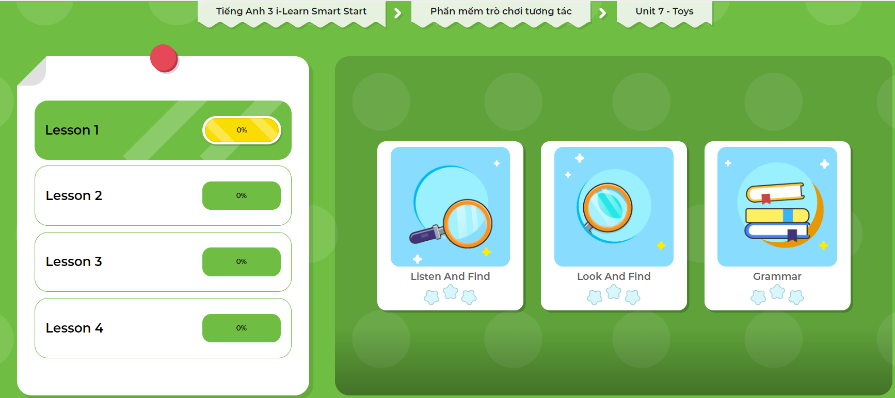 Tiếng Anh 3 i-Learn Smart Start
Phần mềm trò chơi tương tác
Unit 7 - Toys
Lesson 1
0%
Lesson 2
0%
Lesson 3
0%
Lesson 4
0%
Listen And Find
Look And Find
Grammar